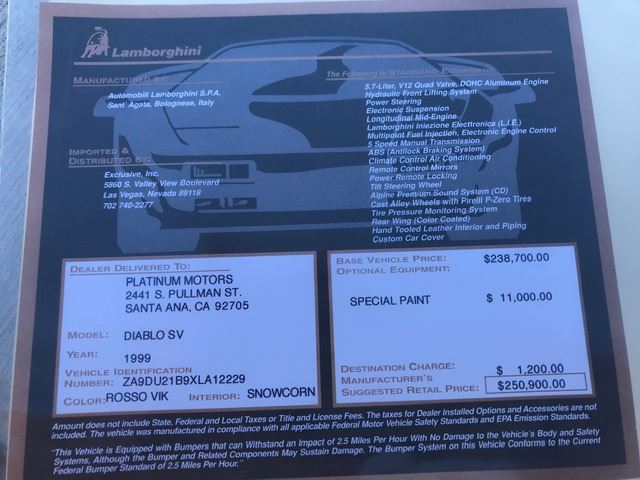 Lamborghini
MANUFACTURED BY:
Automobili Lamborghini S.P.A.
Sant' Agata, Bolognese, Italy
IMPORTED &
DISTRIBUTED BY:
Exclusive, Inc.
5860 S. Valley View Boulevard
Las Vegas, Nevada 89118
702 740-2277
The Following Is STANDARD EQUIPMENT
5.7-Liter, V12 Quad Valve, DOHC Aluminum Engine
Hydraulic Front Lifting System
Power Steering
Electronic Suspension
Longitudinal Mid-Engine
Lamborghini Iniezione Electtronica (L.I.E.)
Multipoint Fuel Injection, Electronic Engine Control
5 Speed Manual Transmission
ABS (Antilock Braking System)
Climate Control Air Conditioning
Remote Control Mirrors
Power Remote Locking
Tilt Steering Wheel
Alpine Premium Sound System (CD)
Cast Alloy Wheels with Pirelli P-Zero Tires
Tire Pressure Monitoring System
Rear Wing (Color Coated)
Hand Tooled Leather Interior and Piping
Custom Car Cover
DEALER DELIVERED TO:
PLATINUM MOTORS
2441 S. PULLMAN ST.
SANTA ANA, CA 92705
MODEL: DIABLO SV
YEAR: 1999
VEHICLE IDENTIFICATION
NUMBER: ZA9DU21B9XLA12229
COLOR: ROSSO VIK INTERIOR: SNOWCORN
BASE VEHICLE PRICE: $238,700.00
OPTIONAL EQUIPMENT:
SPECIAL PAINT $ 11,000.00
DESTINATION CHARGE: $ 1,200.00
MANUFACTURER'S
SUGGESTED RETAIL PRICE: $250,900.00
Amount does not include State, Federal and Local Taxes or Title and License Fees. The taxes for Dealer Installed Options and Accessories are not
included. The vehicle was manufactured in compliance with all applicable Federal Motor Vehicle Safety Standards and EPA Emission Standards.
"This Vehicle is Equipped with Bumpers that can Withstand an Impact of 2.5 Miles Per Hour With No Damage to the Vehicle's Body and Safety
Systems, Although the Bumper and Related Components May Sustain Damage. The Bumper System on this Vehicle Conforms to the Current
Federal Bumper Standard of 2.5 Miles Per Hour."